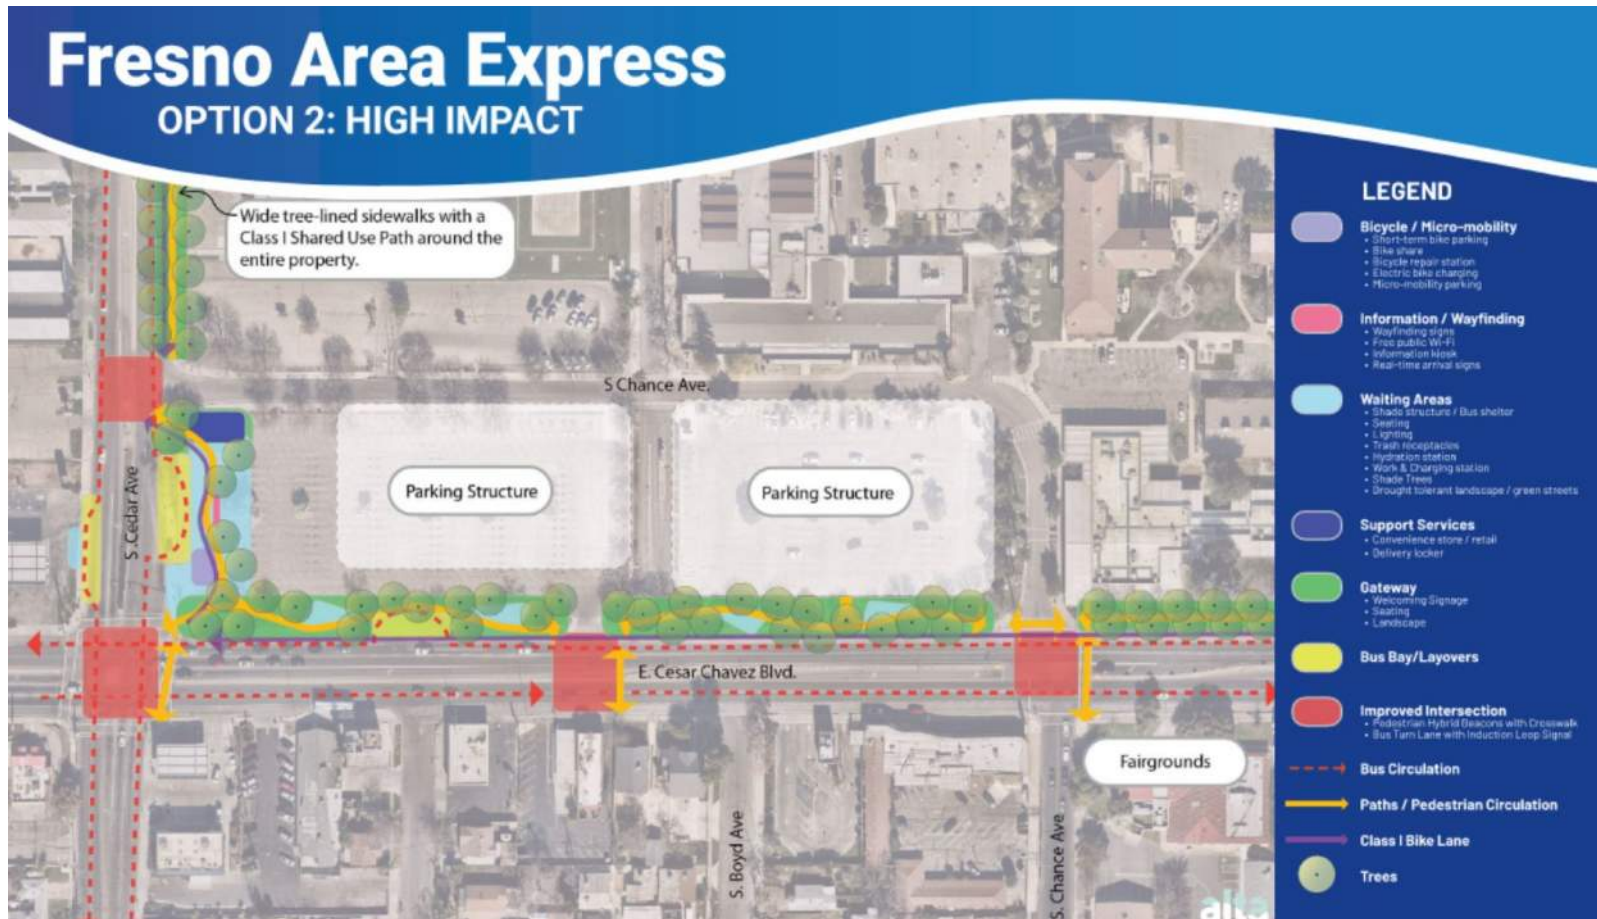 Fresno Area Express
OPTION 2: HIGH IMPACT
Wide tree-lined sidewalks with a
Class I Shared Use Path around the
entire property.
S Chance Ave.
Parking Structure
Parking Structure
S. Cedar Ave
E. Cesar Chavez Blvd.
Fairgrounds
S. Boyd Ave
S. Chance Ave
alta
LEGEND
Bicycle / Micro-mobility
• Short-term bike parking
• Bike share
• Bicycle repair station
• Electric bike charging
• Micro-mobility parking
Information / Wayfinding
• Wayfinding signs
• Free public Wi-Fi
• Information kiosk
• Real-time arrival signs
Waiting Areas
• Shade structure / Bus shelter
• Seating
• Lighting
• Trash receptacles
• Hydration station
• Work & Charging station
• Shade Trees
• Drought tolerant landscape / green streets
Support Services
• Convenience store / retail
• Delivery locker
Gateway
• Welcoming Signage
• Seating
• Landscape
Bus Bay/Layovers
Improved Intersection
• Pedestrian Hybrid Beacons with Crosswalk
• Bus Turn Lane with Induction Loop Signal
Bus Circulation
Paths / Pedestrian Circulation
Class I Bike Lane
Trees